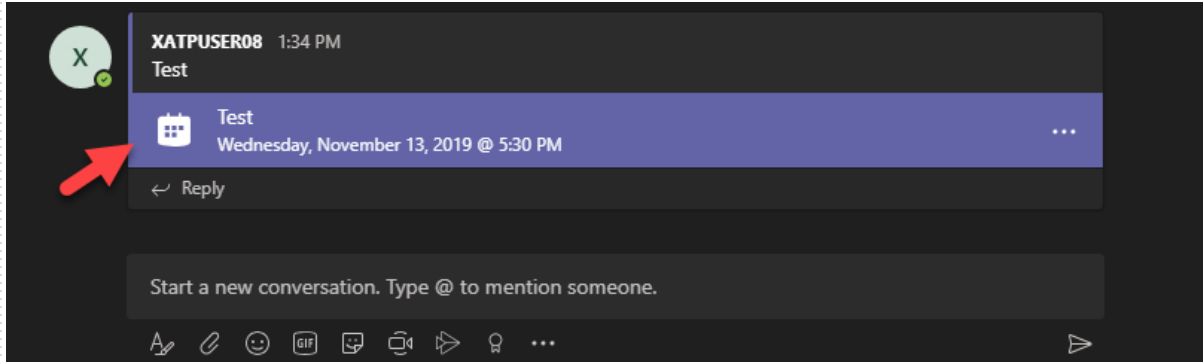 X
XATPUSER08 1:34 PM
Test
Test
Wednesday, November 13, 2019 @ 5:30 PM
Reply
Start a new conversation. Type @ to mention someone.
GIF